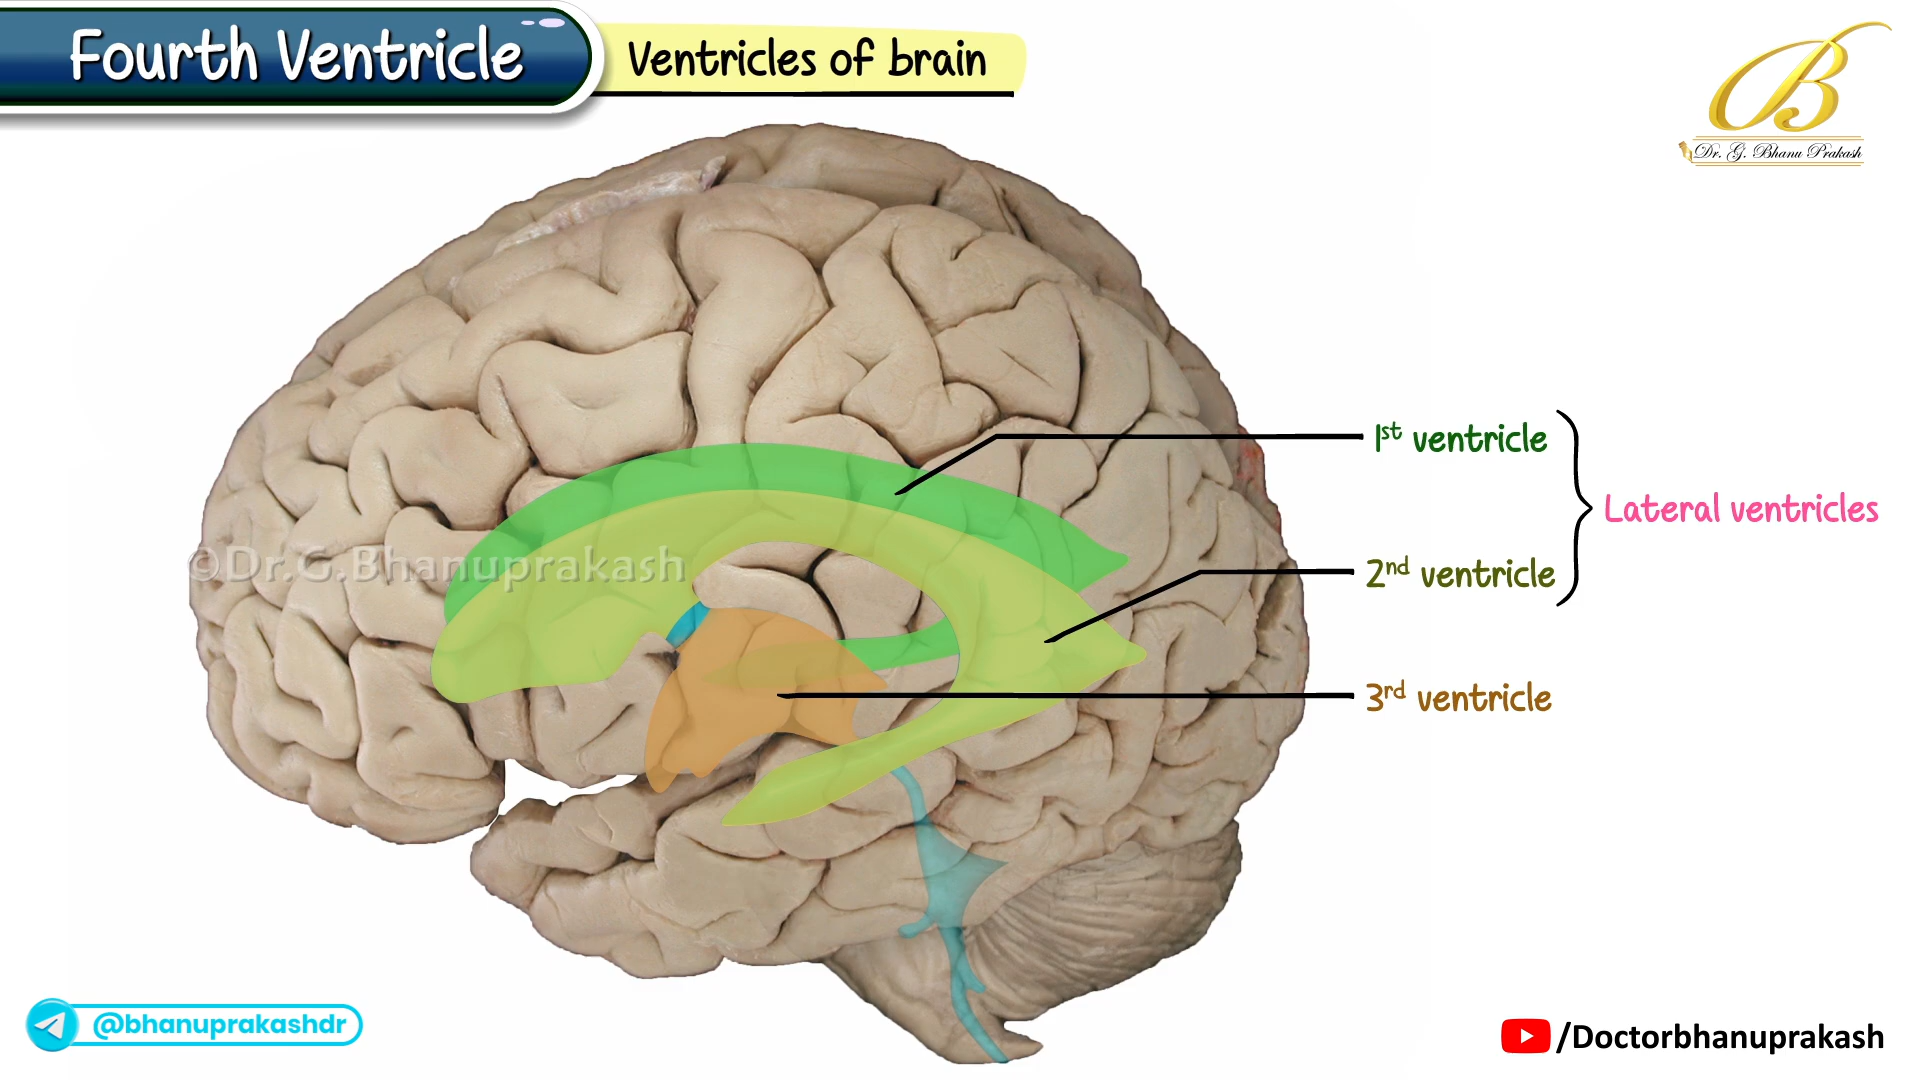 Fourth Ventricle
Ventricles of brain
B
Dr. G. Bhanu Prakash
1st ventricle
Lateral ventricles
©Dr.G.Bhanuprakash
2nd ventricle
3rd ventricle
@bhanuprakashdr
/Doctorbhanuprakash